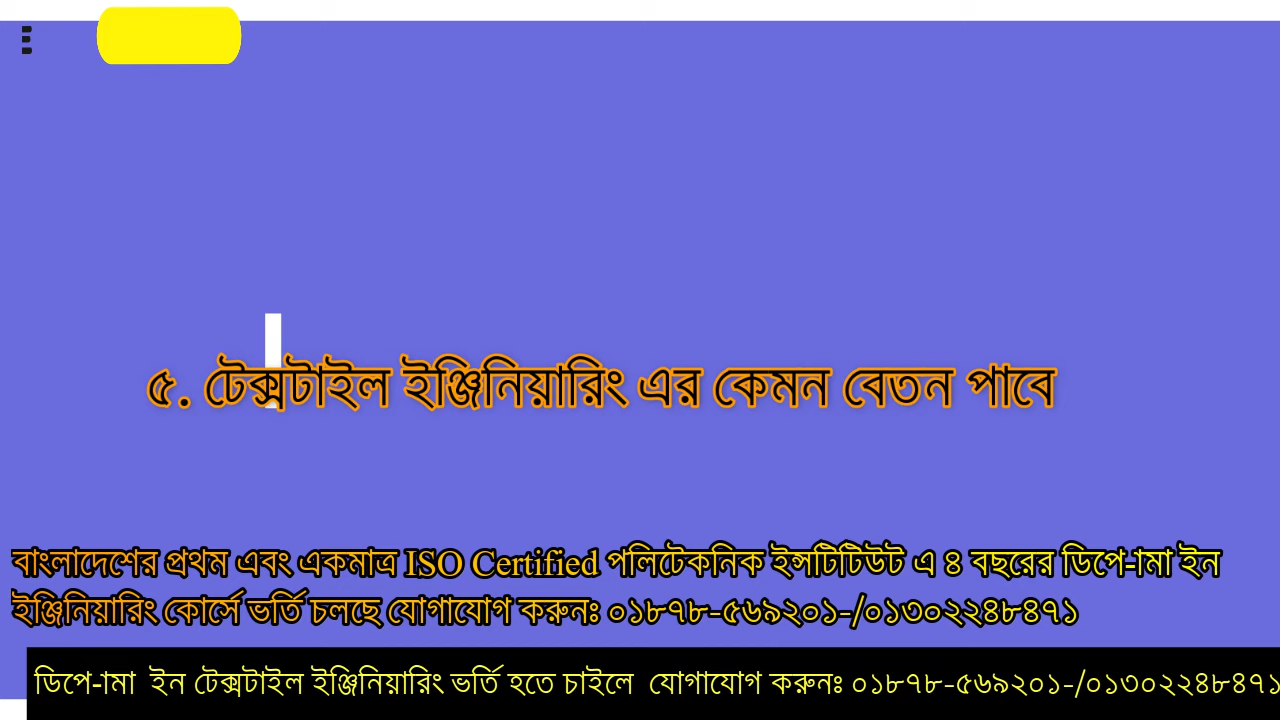 ৫. টেক্সটাইল ইঞ্জিনিয়ারিং এর কেমন বেতন পাবে
বাংলাদেশের প্রথম এবং একমাত্র ISO Certified পলিটেকনিক ইন্সটিটিউট এ ৪ বছরের ডিপে-ামা ইন
ইঞ্জিনিয়ারিং কোর্সে ভর্তি চলছে যোগাযোগ করুনঃ ০১৮৭৮-৫৬৯২০১-/০১৩০২২৪৮৪৭১
ডিপে-ামা ইন টেক্সটাইল ইঞ্জিনিয়ারিং ভর্তি হতে চাইলে যোগাযোগ করুনঃ ০১৮৭৮-৫৬৯২০১-/০১৩০২২৪৮৪৭১